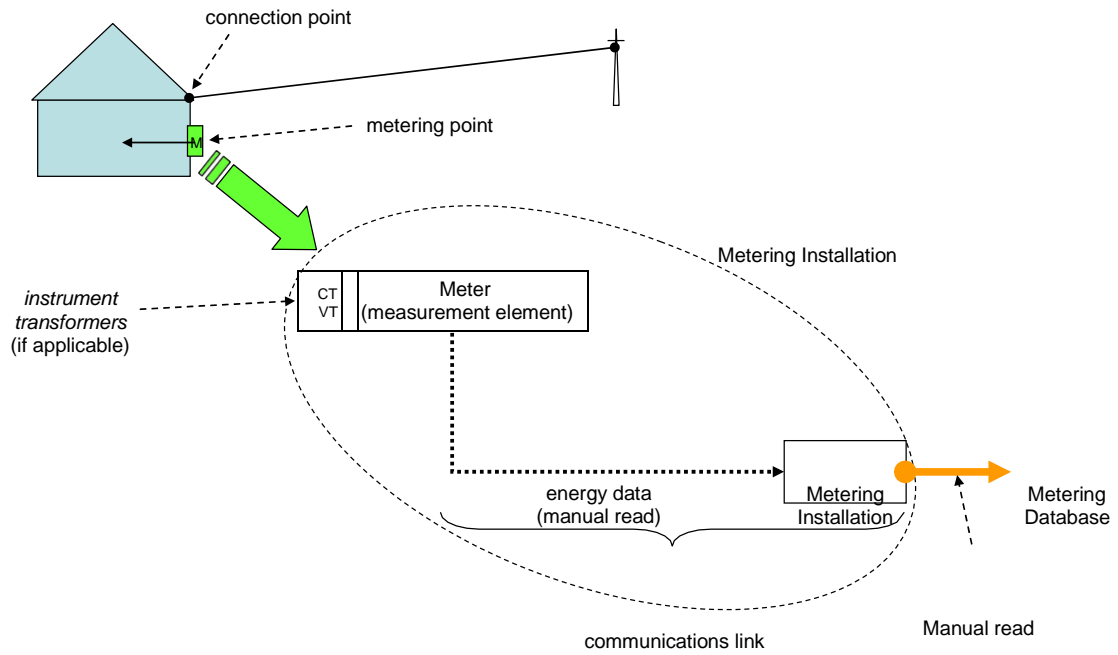 connection point
metering point
M
Metering Installation
instrument
transformers
(if applicable)
CT
VT
Meter
(measurement element)
energy data
(manual read)
Metering
Installation
Metering
Database
communications link
Manual read